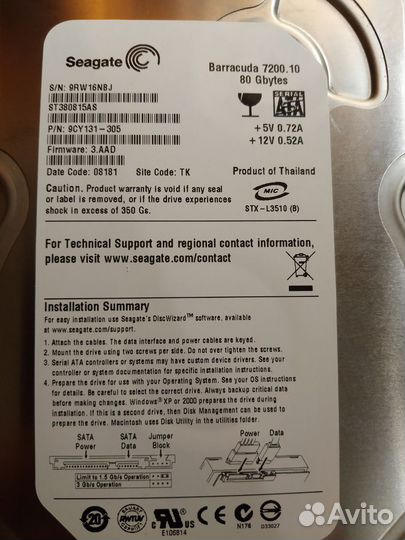 Seagate
Barracuda 7200.10
80 Gbytes
S/N: 9RW16NBJ
ST380815AS
P/N: 9CY131-305
Firmware: 3.AAD
Date Code: 08181 Site Code: TK
SERIAL
ATA
+5V 0.72A
+12V 0.52A
Product of Thailand
Caution. Product warranty is void if any seal
or label is removed, or if the drive experiences
shock in excess of 350 Gs.
MIC
STX-L3510 (B)
For Technical Support and regional contact information,
please visit www.seagate.com/contact
Installation Summary
For easy installation use Seagate's DiscWizard™ software, available
at www.seagate.com/support.
1. Attach the cables. The data interface and power cables are keyed.
2. Mount the drive using two screws per side. Do not over tighten the screws.
3. Serial ATA controllers or systems may have custom device drivers. See your
controller or system documentation for specific installation instructions.
4. Prepare the drive for use with your Operating System. See your OS instructions
for details. Be careful to select the correct drive. Always backup critical data
before making changes. Windows® XP or 2000 prepares the drive during
installation. If this is a second drive, then Disk Management can be used to
prepare the drive. Macintosh uses Disk Utility in the utilities folder.
SATA Power
SATA Data
Jumper Block
Limit to 1.5 Gb/s Operation
3 Gb/s Operation
Power
Data
20
RWTUV
UL
US
E106814
CE
N176
D33027
Avito